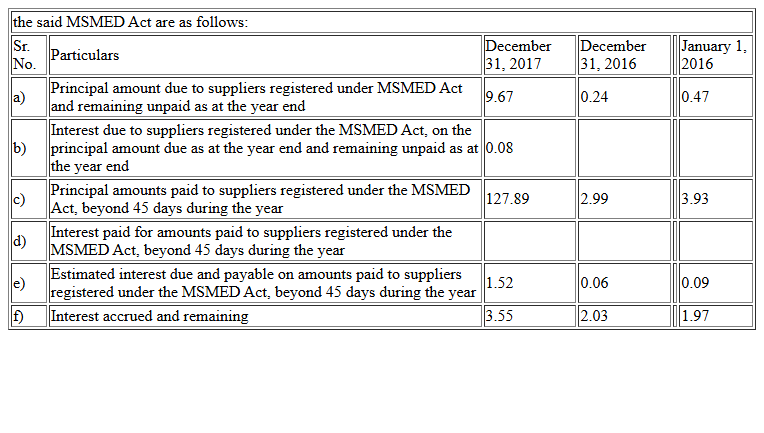 the said MSMED Act are as follows:
Sr. No. Particulars December 31, 2017 December 31, 2016 January 1, 2016
a) Principal amount due to suppliers registered under MSMED Act and remaining unpaid as at the year end 9.67 0.24 0.47
b) Interest due to suppliers registered under the MSMED Act, on the principal amount due as at the year end and remaining unpaid as at the year end 0.08
c) Principal amounts paid to suppliers registered under the MSMED Act, beyond 45 days during the year 127.89 2.99 3.93
d) Interest paid for amounts paid to suppliers registered under the MSMED Act, beyond 45 days during the year
e) Estimated interest due and payable on amounts paid to suppliers registered under the MSMED Act, beyond 45 days during the year 1.52 0.06 0.09
f) Interest accrued and remaining 3.55 2.03 1.97